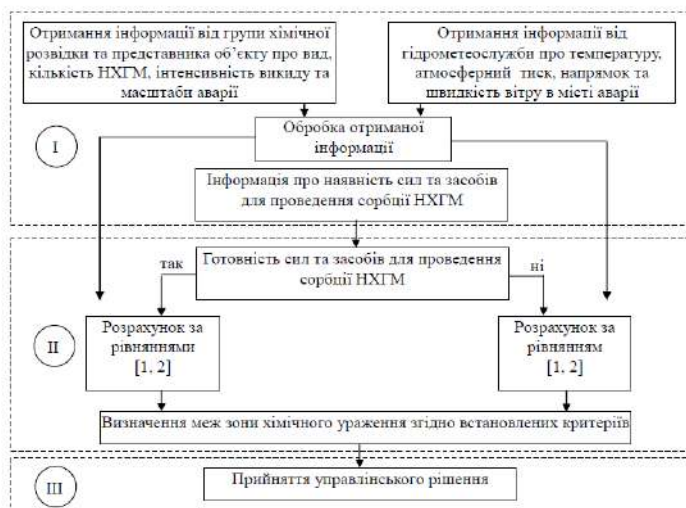 Отримання інформації від групи хімічної
розвідки та представника об’єкту про вид,
кількість НХГМ, інтенсивність викиду та
масштаби аварії
Отримання інформації від
гідрометеослужби про температуру,
атмосферний тиск, напрямок та
швидкість вітру в місті аварії
I
Обробка отриманої
інформації
Інформація про наявність сил та засобів
для проведення сорбції НХГМ
так
Готовність сил та засобів для проведення
сорбції НХГМ
ні
II
Розрахунок за
рівняннями
[1, 2]
Розрахунок за
рівнянням
[1, 2]
Визначення меж зони хімічного ураження згідно встановлених критеріїв
III
Прийняття управлінського рішення